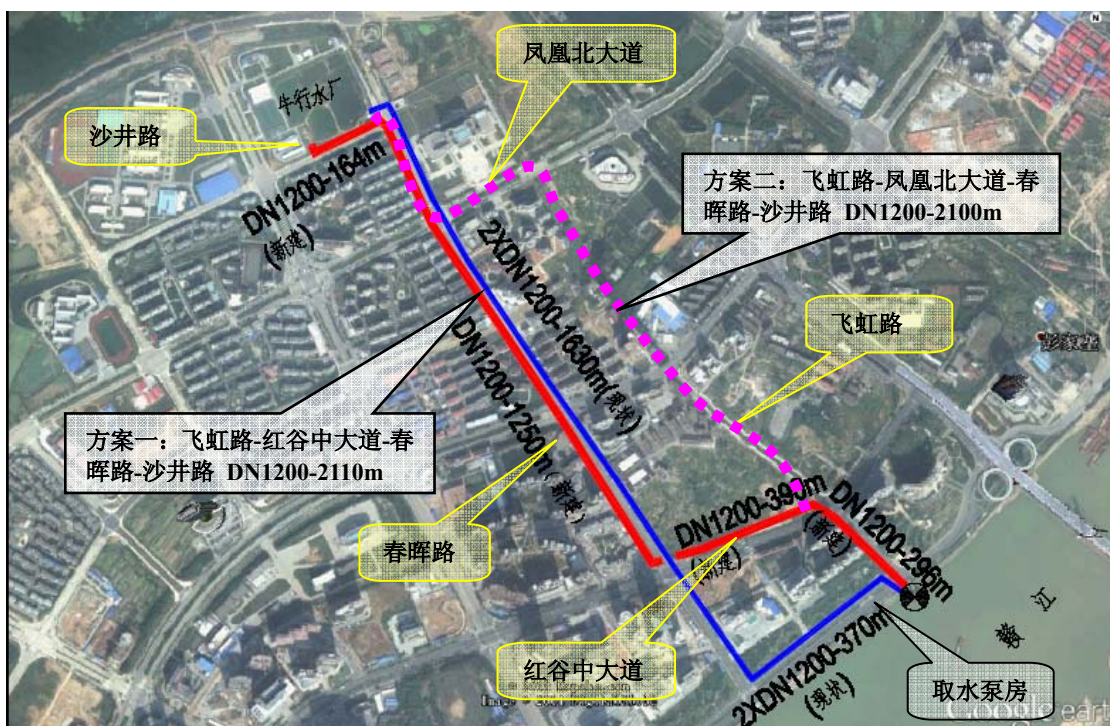 凤凰北大道
牛行水厂
沙井路
DN1200-164m
(新建)
方案二：飞虹路-凤凰北大道-春
晖路-沙井路 DN1200-2100m
2XDN1200-1630m(现状)
飞虹路
DN1200-1250m(新建)
方案一：飞虹路-红谷中大道-春
晖路-沙井路 DN1200-2110m
春晖路
DN1200-390m
(新建)
DN1200-296m
(新建)
2XDN1200-370m
(现状)
红谷中大道
取水泵房
赣江
Google eart